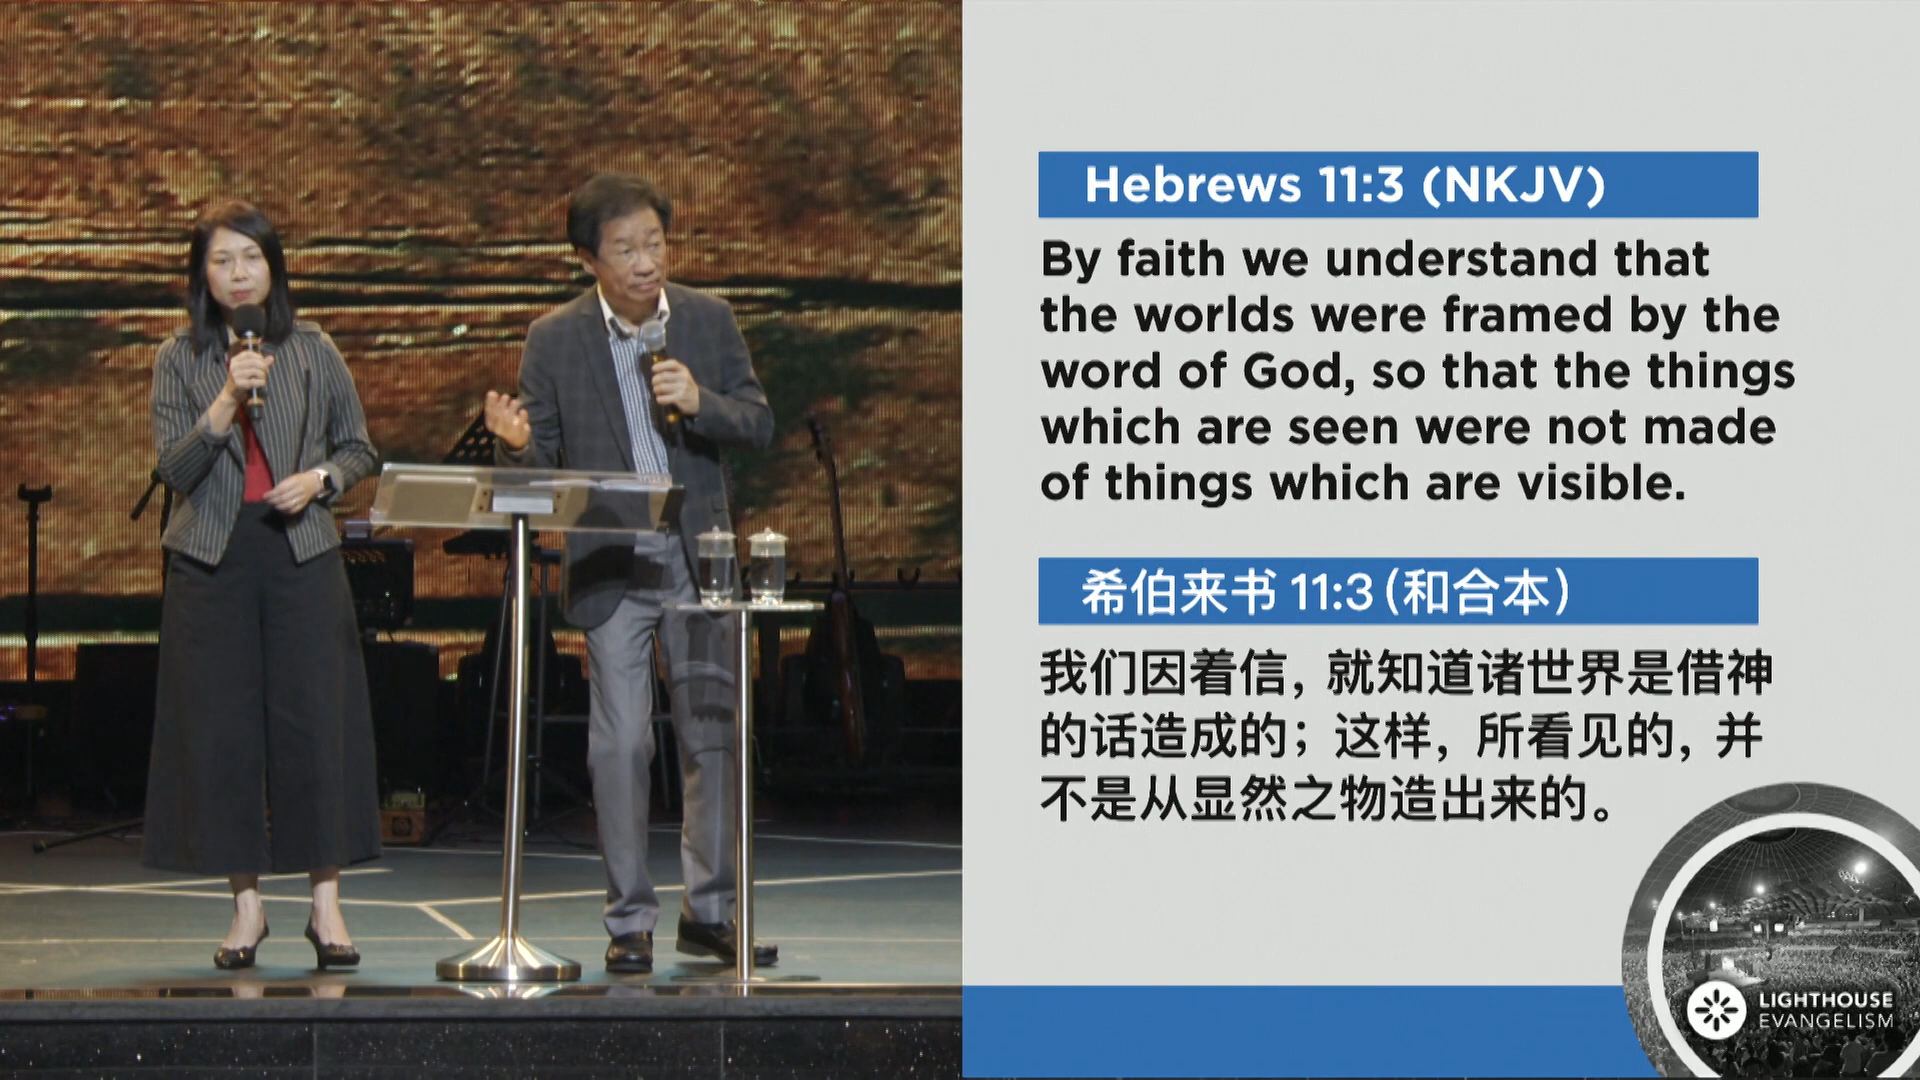 Hebrews 11:3 (NKJV)
By faith we understand that
the worlds were framed by the
word of God, so that the things
which are seen were not made
of things which are visible.
希伯来书 11:3（和合本）
我们因着信，就知道诸世界是借神
的话造成的；这样，所看见的，并
不是从显然之物造出来的。
LIGHTHOUSE
EVANGELISM